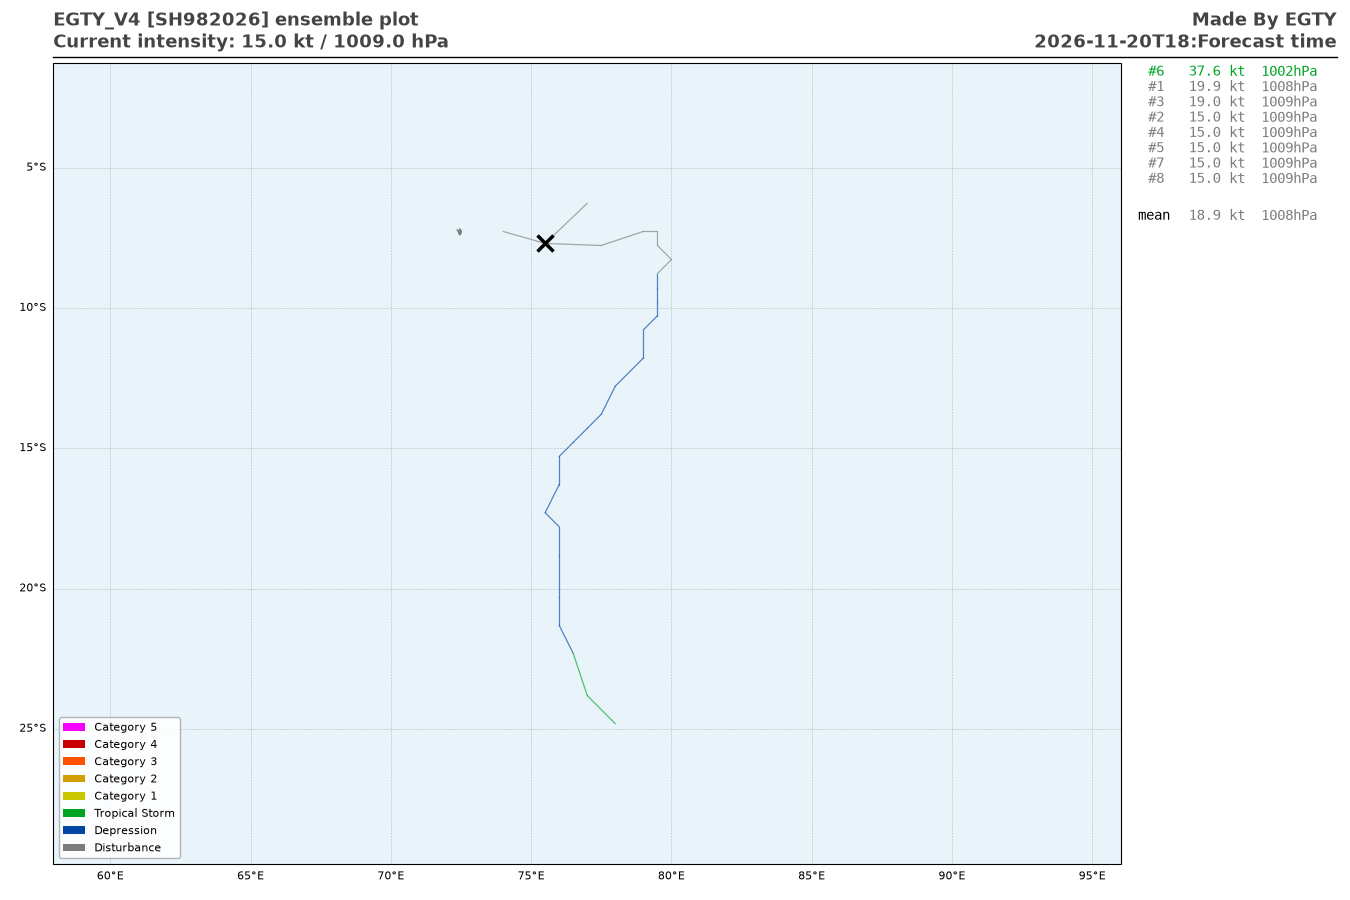 EGTY_V4 [SH982026] ensemble plot
Current intensity: 15.0 kt / 1009.0 hPa
Made By EGTY
2026-11-20T18:Forecast time
#6 37.6 kt 1002hPa
#1 19.9 kt 1008hPa
#3 19.0 kt 1009hPa
#2 15.0 kt 1009hPa
#4 15.0 kt 1009hPa
#5 15.0 kt 1009hPa
#7 15.0 kt 1009hPa
#8 15.0 kt 1009hPa
mean 18.9 kt 1008hPa
5°S
10°S
15°S
20°S
25°S
Category 5
Category 4
Category 3
Category 2
Category 1
Tropical Storm
Depression
Disturbance
60°E
65°E
70°E
75°E
80°E
85°E
90°E
95°E